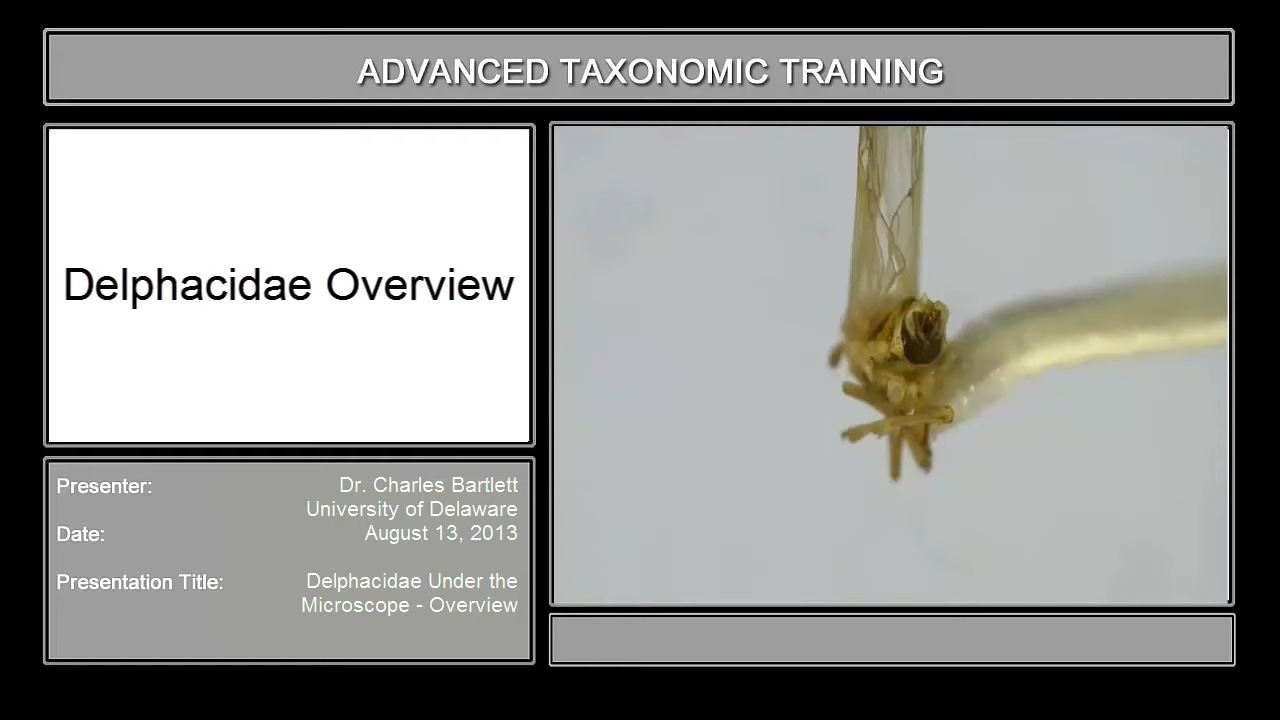 ADVANCED TAXONOMIC TRAINING
Delphacidae Overview
Presenter: Dr. Charles Bartlett
University of Delaware
Date: August 13, 2013
Presentation Title: Delphacidae Under the
Microscope - Overview